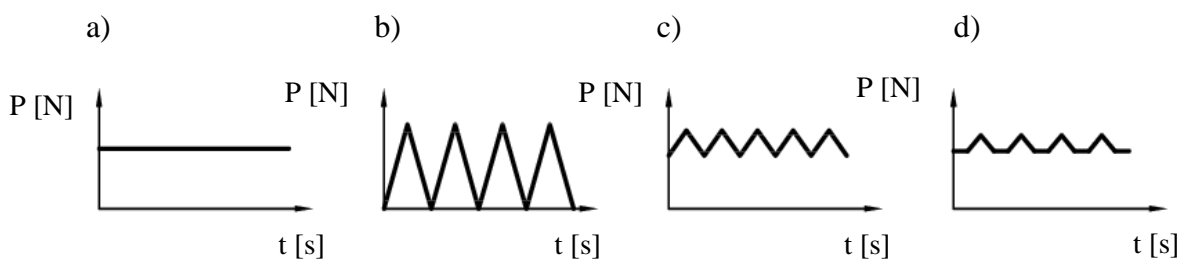 a) b) c) d)
P [N] P [N] P [N] P [N]
t [s] t [s] t [s] t [s]